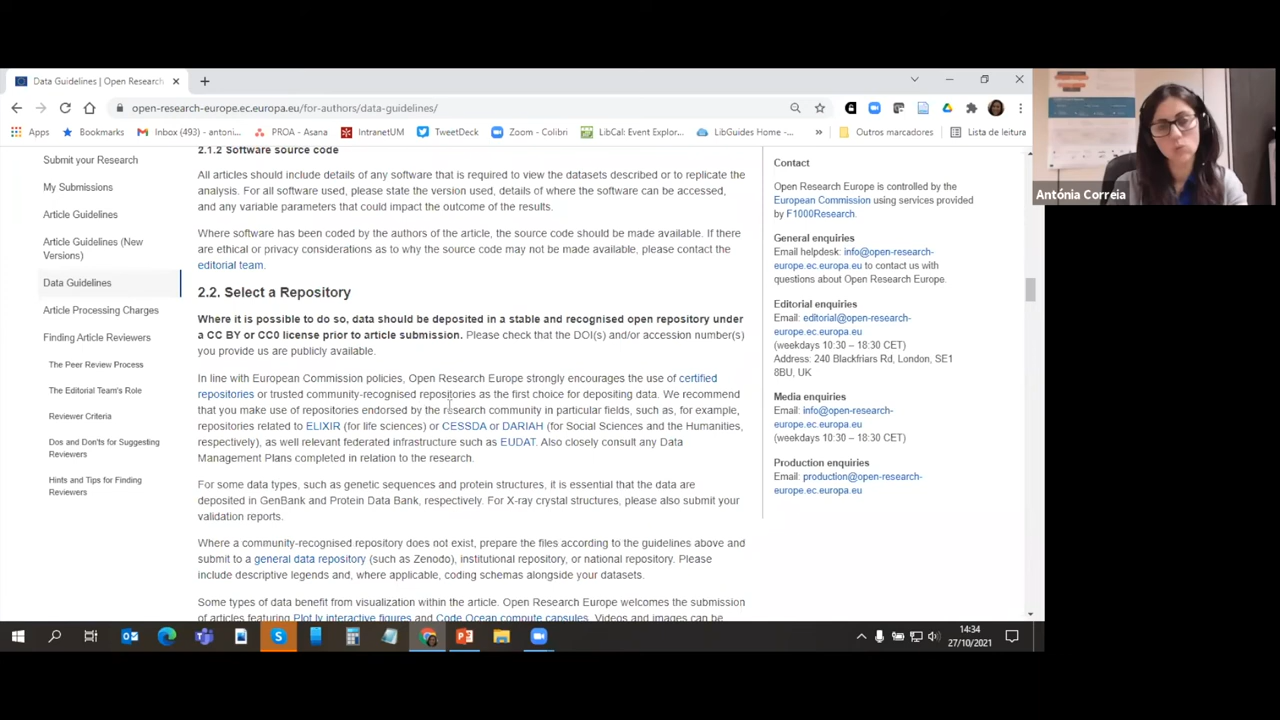 Data Guidelines | Open Research
open-research-europe.ec.europa.eu/for-authors/data-guidelines/
Apps
Bookmarks
Inbox (493) - antoni...
PROA - Asana
IntranetUM
TweetDeck
Zoom - Colibri
LibCal: Event Explor...
LibGuides Home -...
»
Outros marcadores
Lista de leitura
Submit your Research
My Submissions
Article Guidelines
Article Guidelines (New
Versions)
Data Guidelines
Article Processing Charges
Finding Article Reviewers
The Peer Review Process
The Editorial Team's Role
Reviewer Criteria
Dos and Don'ts for Suggesting
Reviewers
Hints and Tips for Finding
Reviewers
2.1.2 Software source code
All articles should include details of any software that is required to view the datasets described or to replicate the
analysis. For all software used, please state the version used, details of where the software can be accessed,
and any variable parameters that could impact the outcome of the results.
Where software has been coded by the authors of the article, the source code should be made available. If there
are ethical or privacy considerations as to why the source code may not be made available, please contact the
editorial team.
2.2. Select a Repository
Where it is possible to do so, data should be deposited in a stable and recognised open repository under
a CC BY or CC0 license prior to article submission. Please check that the DOI(s) and/or accession number(s)
you provide us are publicly available.
In line with European Commission policies, Open Research Europe strongly encourages the use of certified
repositories or trusted community-recognised repositories as the first choice for depositing data. We recommend
that you make use of repositories endorsed by the research community in particular fields, such as, for example,
repositories related to ELIXIR (for life sciences) or CESSDA or DARIAH (for Social Sciences and the Humanities,
respectively), as well relevant federated infrastructure such as EUDAT. Also closely consult any Data
Management Plans completed in relation to the research.
For some data types, such as genetic sequences and protein structures, it is essential that the data are
deposited in GenBank and Protein Data Bank, respectively. For X-ray crystal structures, please also submit your
validation reports.
Where a community-recognised repository does not exist, prepare the files according to the guidelines above and
submit to a general data repository (such as Zenodo), institutional repository, or national repository. Please
include descriptive legends and, where applicable, coding schemas alongside your datasets.
Some types of data benefit from visualization within the article. Open Research Europe welcomes the submission
of articles featuring Plot.ly interactive figures and Code Ocean compute capsules. Videos and images can be
Contact
Open Research Europe is controlled by the
European Commission using services provided
by F1000Research.
General enquiries
Email helpdesk: info@open-research-
europe.ec.europa.eu to contact us with
questions about Open Research Europe.
Editorial enquiries
Email: editorial@open-research-
europe.ec.europa.eu
(weekdays 10:30 – 18:30 CET)
Address: 240 Blackfriars Rd, London, SE1
8BU, UK
Media enquiries
Email: info@open-research-
europe.ec.europa.eu
(weekdays 10:30 – 18:30 CET)
Production enquiries
Email: production@open-research-
europe.ec.europa.eu
Antónia Correia
14:34
27/10/2021